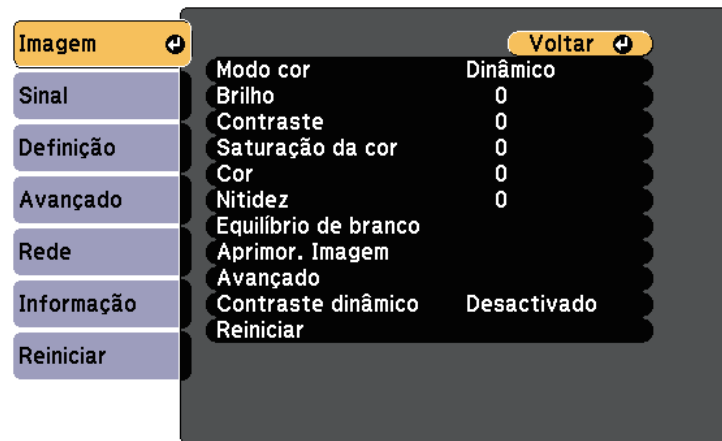 Imagem
Sinal
Definição
Avançado
Rede
Informação
Reiniciar
Voltar
Modo cor Dinâmico
Brilho 0
Contraste 0
Saturação da cor 0
Cor 0
Nitidez 0
Equilíbrio de branco
Aprimor. Imagem
Avançado
Contraste dinâmico Desactivado
Reiniciar